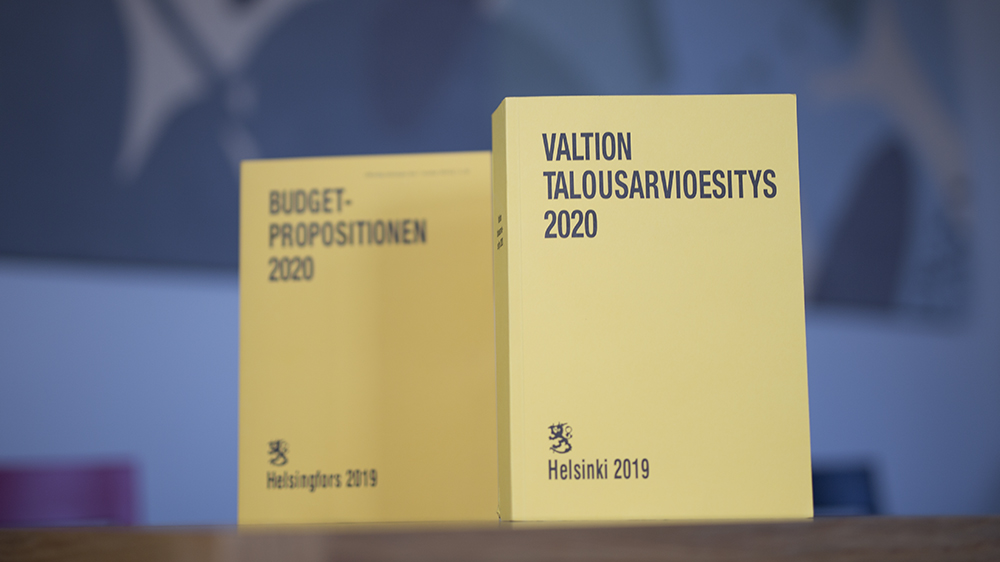 BUDGET-
PROPOSITIONEN
2020
Helsingfors 2019
VALTION
TALOUSARVIOESITYS
2020
Helsinki 2019